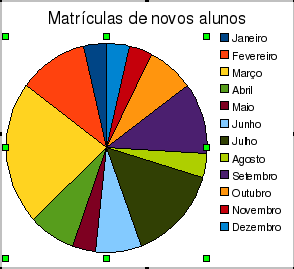 Matrículas de novos alunos
Janeiro
Fevereiro
Março
Abril
Maio
Junho
Julho
Agosto
Setembro
Outubro
Novembro
Dezembro